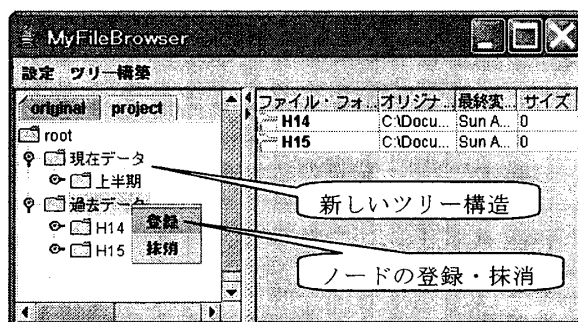 MyFileBrowser
設定 ツリー構築
original project
ファイル・フォ... オリジナ... 最終変... サイズ
root
H14 C:\Docu... Sun A... 0
H15 C:\Docu... Sun A... 0
現在データ
上半期
過去データ
H14
H15
登録
抹消
新しいツリー構造
ノードの登録・抹消